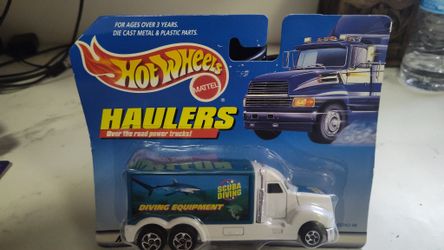 FOR AGES OVER 3 YEARS.
DIE CAST METAL & PLASTIC PARTS.
Hot Wheels
MATTEL
HAULERS
Over the road power trucks!
SCUBA
DIVING
DIVING EQUIPMENT